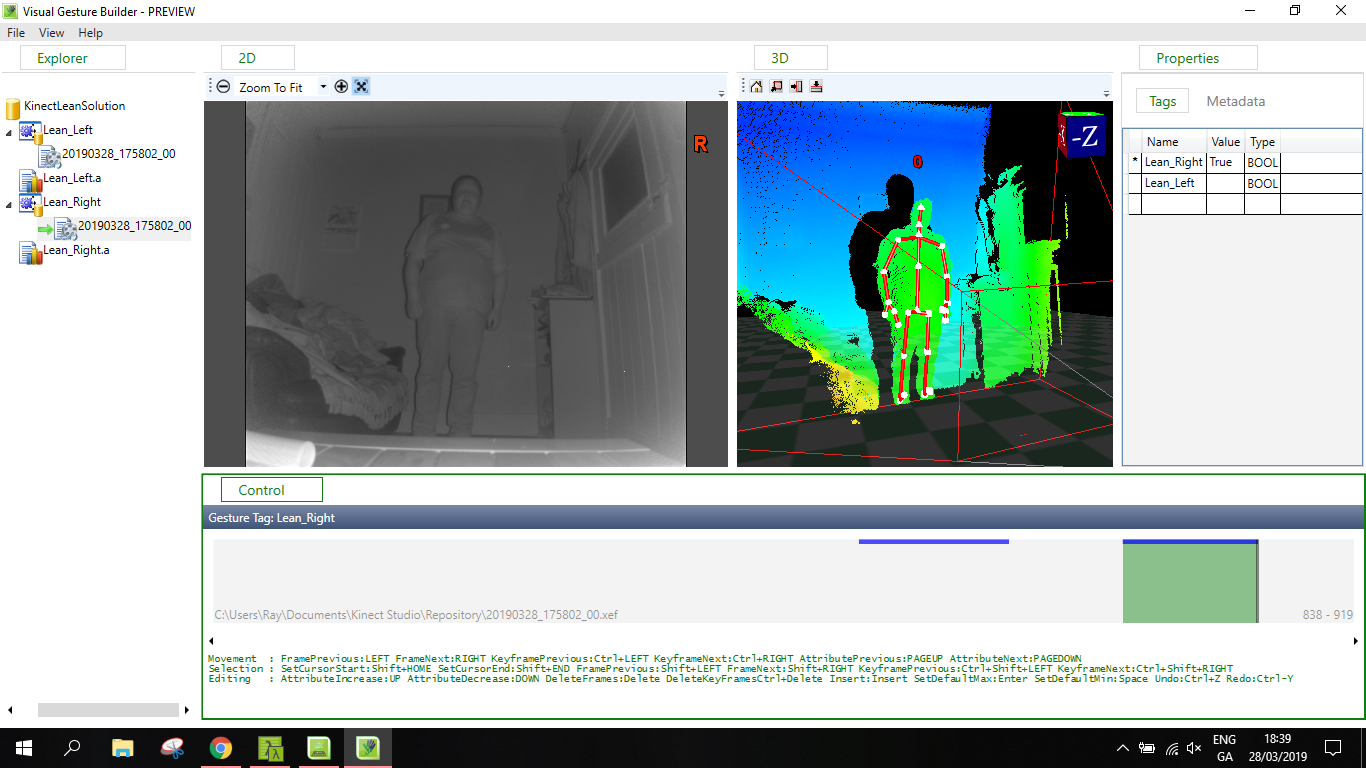 Visual Gesture Builder - PREVIEW
File View Help
Explorer
2D
3D
Properties
Zoom To Fit
Tags Metadata
KinectLeanSolution
Lean_Left
20190328_175802_00
Lean_Left.a
Lean_Right
20190328_175802_00
Lean_Right.a
R
0
-Z
Name Value Type
* Lean_Right True BOOL
Lean_Left BOOL
Control
Gesture Tag: Lean_Right
C:\Users\Ray\Documents\Kinect Studio\Repository\20190328_175802_00.xef
838 - 919
Movement : FramePrevious:LEFT FrameNext:RIGHT KeyframePrevious:Ctrl+LEFT KeyframeNext:Ctrl+RIGHT AttributePrevious:PAGEUP AttributeNext:PAGEDOWN
Selection : SetCursorStart:Shift+HOME SetCursorEnd:Shift+END FramePrevious:Shift+LEFT FrameNext:Shift+RIGHT KeyframePrevious:Ctrl+Shift+LEFT KeyframeNext:Ctrl+Shift+RIGHT
Editing : AttributeIncrease:UP AttributeDecrease:DOWN DeleteFrames:Delete DeleteKeyFramesCtrl+Delete Insert:Insert SetDefaultMax:Enter SetDefaultMin:Space Undo:Ctrl+Z Redo:Ctrl-Y
ENG
GA
18:39
28/03/2019